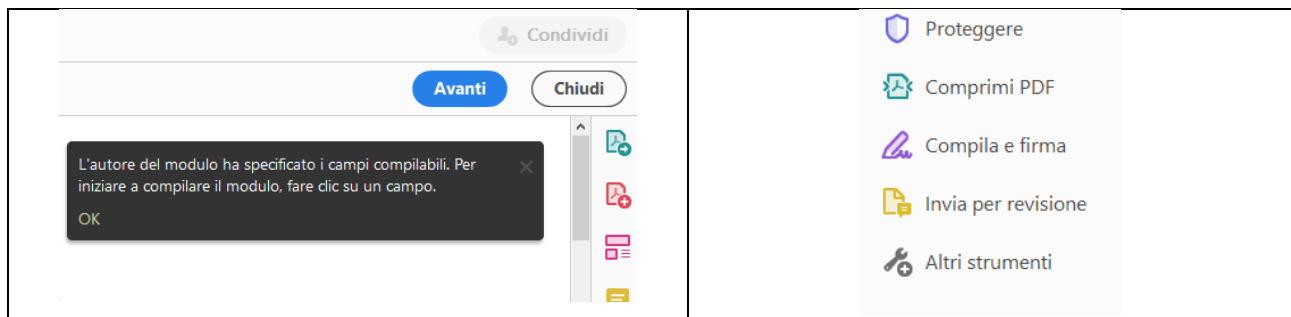 Condividi
Avanti
Chiudi
L'autore del modulo ha specificato i campi compilabili. Per
iniziare a compilare il modulo, fare clic su un campo.
OK
Proteggere
Comprimi PDF
Compila e firma
Invia per revisione
Altri strumenti